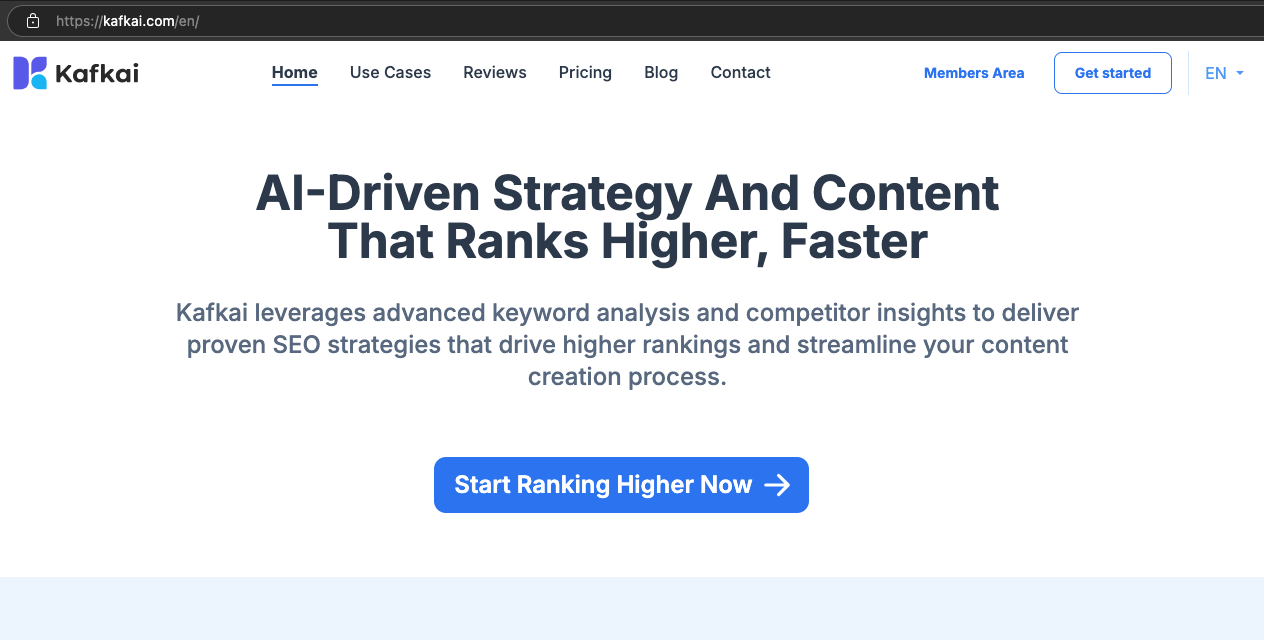 https://kafkai.com/en/
Kafkai
Home Use Cases Reviews Pricing Blog Contact Members Area Get started EN
AI-Driven Strategy And Content
That Ranks Higher, Faster
Kafkai leverages advanced keyword analysis and competitor insights to deliver
proven SEO strategies that drive higher rankings and streamline your content
creation process.
Start Ranking Higher Now